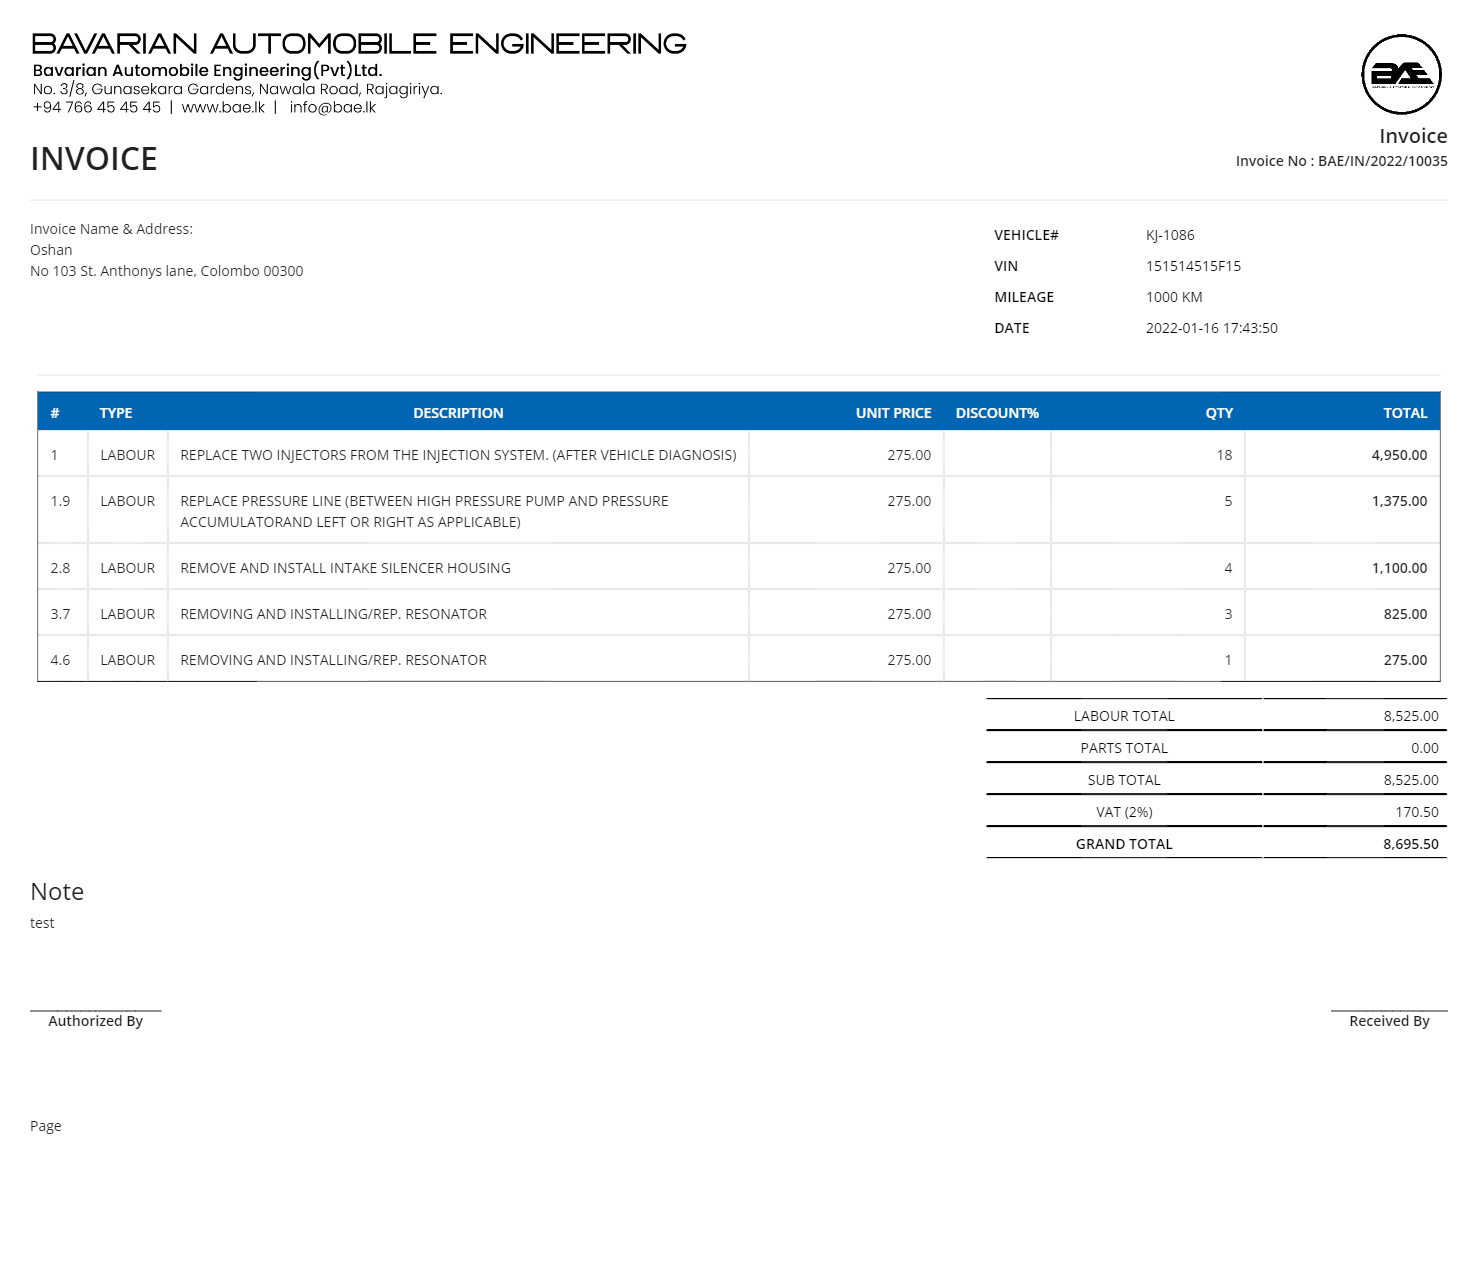 BAVARIAN AUTOMOBILE ENGINEERING
Bavarian Automobile Engineering(Pvt)Ltd.
No. 3/8, Gunasekara Gardens, Nawala Road, Rajagiriya.
+94 766 45 45 45 | www.bae.lk | info@bae.lk
BAE
Invoice
INVOICE
Invoice No : BAE/IN/2022/10035
Invoice Name & Address:
Oshan
No 103 St. Anthonys lane, Colombo 00300
VEHICLE# KJ-1086
VIN 151514515F15
MILEAGE 1000 KM
DATE 2022-01-16 17:43:50
# TYPE DESCRIPTION UNIT PRICE DISCOUNT% QTY TOTAL
1 LABOUR REPLACE TWO INJECTORS FROM THE INJECTION SYSTEM. (AFTER VEHICLE DIAGNOSIS) 275.00 18 4,950.00
1.9 LABOUR REPLACE PRESSURE LINE (BETWEEN HIGH PRESSURE PUMP AND PRESSURE 275.00 5 1,375.00
ACCUMULATORAND LEFT OR RIGHT AS APPLICABLE)
2.8 LABOUR REMOVE AND INSTALL INTAKE SILENCER HOUSING 275.00 4 1,100.00
3.7 LABOUR REMOVING AND INSTALLING/REP. RESONATOR 275.00 3 825.00
4.6 LABOUR REMOVING AND INSTALLING/REP. RESONATOR 275.00 1 275.00
LABOUR TOTAL 8,525.00
PARTS TOTAL 0.00
SUB TOTAL 8,525.00
VAT (2%) 170.50
GRAND TOTAL 8,695.50
Note
test
Authorized By
Received By
Page